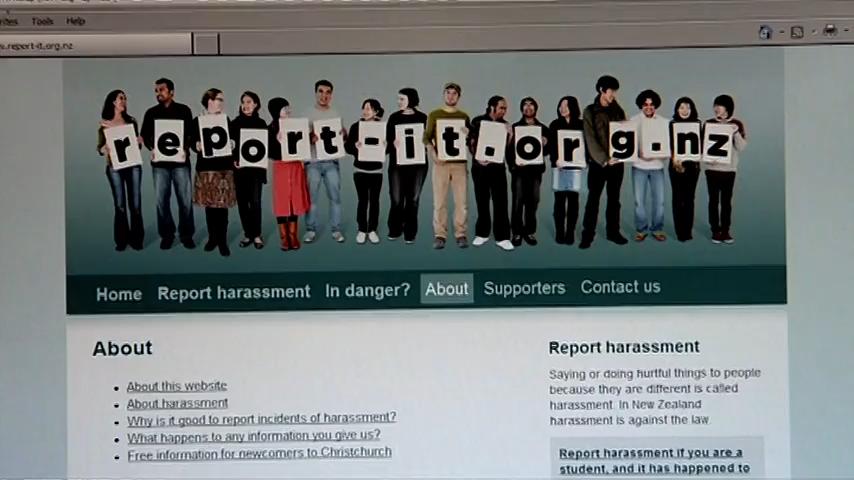 Tools Help
report-it.org.nz
report-it.org.nz
Home Report harassment In danger? About Supporters Contact us
About
Report harassment
About this website
About harassment
Why is it good to report incidents of harassment?
What happens to any information you give us?
Free information for newcomers to Christchurch
Saying or doing hurtful things to people
because they are different is called
harassment. In New Zealand
harassment is against the law.
Report harassment if you are a
student, and it has happened to